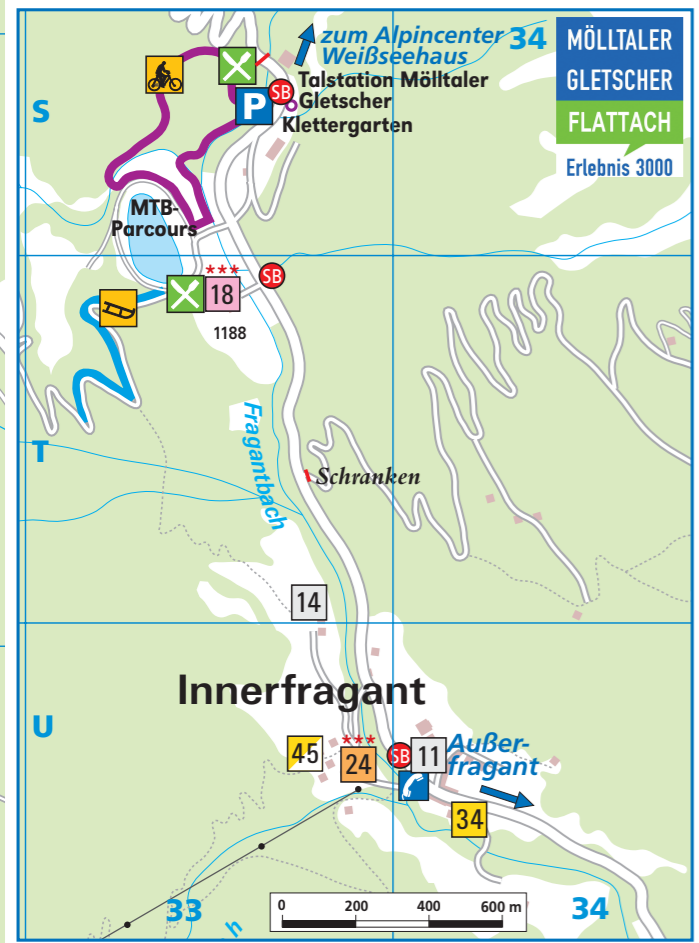 zum Alpincenter
Weißseehaus
34
MÖLLTALER
GLETSCHER
FLATTACH
Erlebnis 3000
S
P
SB
Talstation Mölltaler
Gletscher
Klettergarten
MTB-
Parcours
***
18
SB
1188
Fragantbach
T
Schranken
14
Innerfragant
U
45
***
24
SB
11
Außer-
fragant
34
33
h
0 200 400 600 m
34